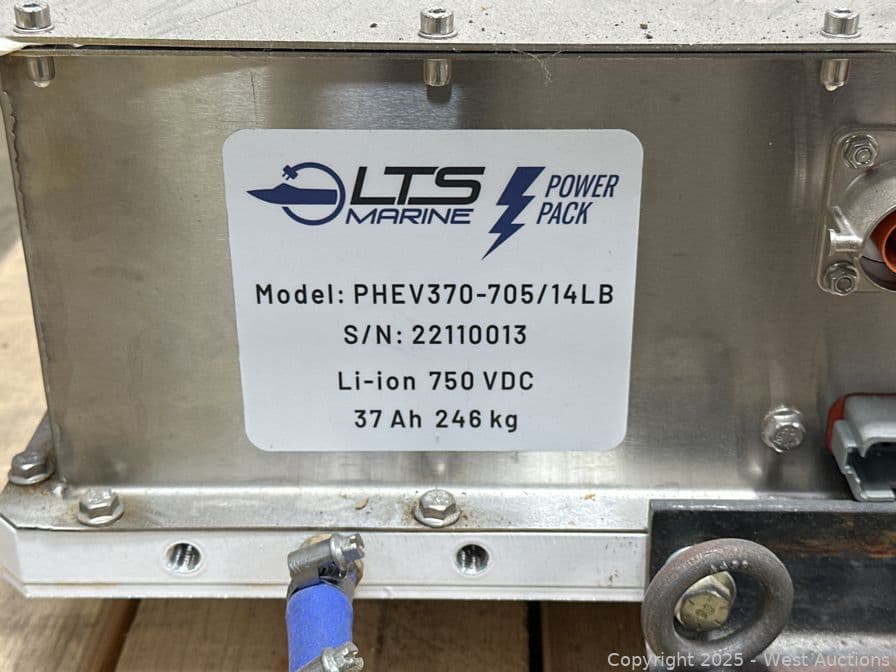 LTS
MARINE
POWER
PACK
Model: PHEV370-705/14LB
S/N: 22110013
Li-ion 750 VDC
37 Ah 246 kg
Copyright 2025 - West Auctions